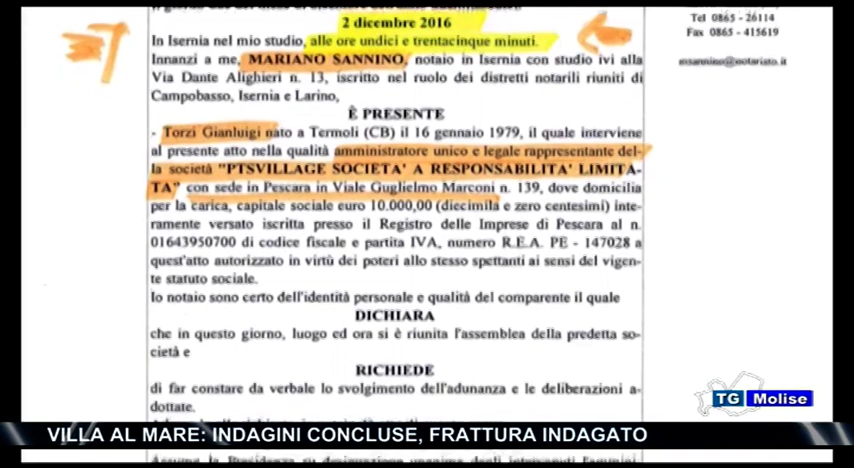 2 dicembre 2016
In Isernia nel mio studio, alle ore undici e trentacinque minuti.
Innanzi a me, MARIANO SANNINO, notaio in Isernia con studio ivi alla
Via Dante Alighieri n. 13, iscritto nel ruolo dei distretti notarili riuniti di
Campobasso, Isernia e Larino,
È PRESENTE
- Torzi Gianluigi nato a Termoli (CB) il 16 gennaio 1979, il quale interviene
al presente atto nella qualità amministratore unico e legale rappresentante del-
la società "PTSVILLAGE SOCIETA' A RESPONSABILITA' LIMITA-
TA" con sede in Pescara in Viale Guglielmo Marconi n. 139, dove domicilia
per la carica, capitale sociale euro 10.000,00 (diecimila e zero centesimi) inte-
ramente versato iscritta presso il Registro delle Imprese di Pescara al n.
01643950700 di codice fiscale e partita IVA, numero R.E.A. PE - 147028 a
quest'atto autorizzato in virtù dei poteri allo stesso spettanti ai sensi del vigen-
te statuto sociale.
Io notaio sono certo dell'identità personale e qualità del comparente il quale
DICHIARA
che in questo giorno, luogo ed ora si è riunita l'assemblea della predetta so-
cietà e
RICHIEDE
di far constare da verbale lo svolgimento dell'adunanza e le deliberazioni a-
dottate.
Tel 0865 - 26114
Fax 0865 - 415619
msannino@notariato.it
TG Molise
VILLA AL MARE: INDAGINI CONCLUSE, FRATTURA INDAGATO